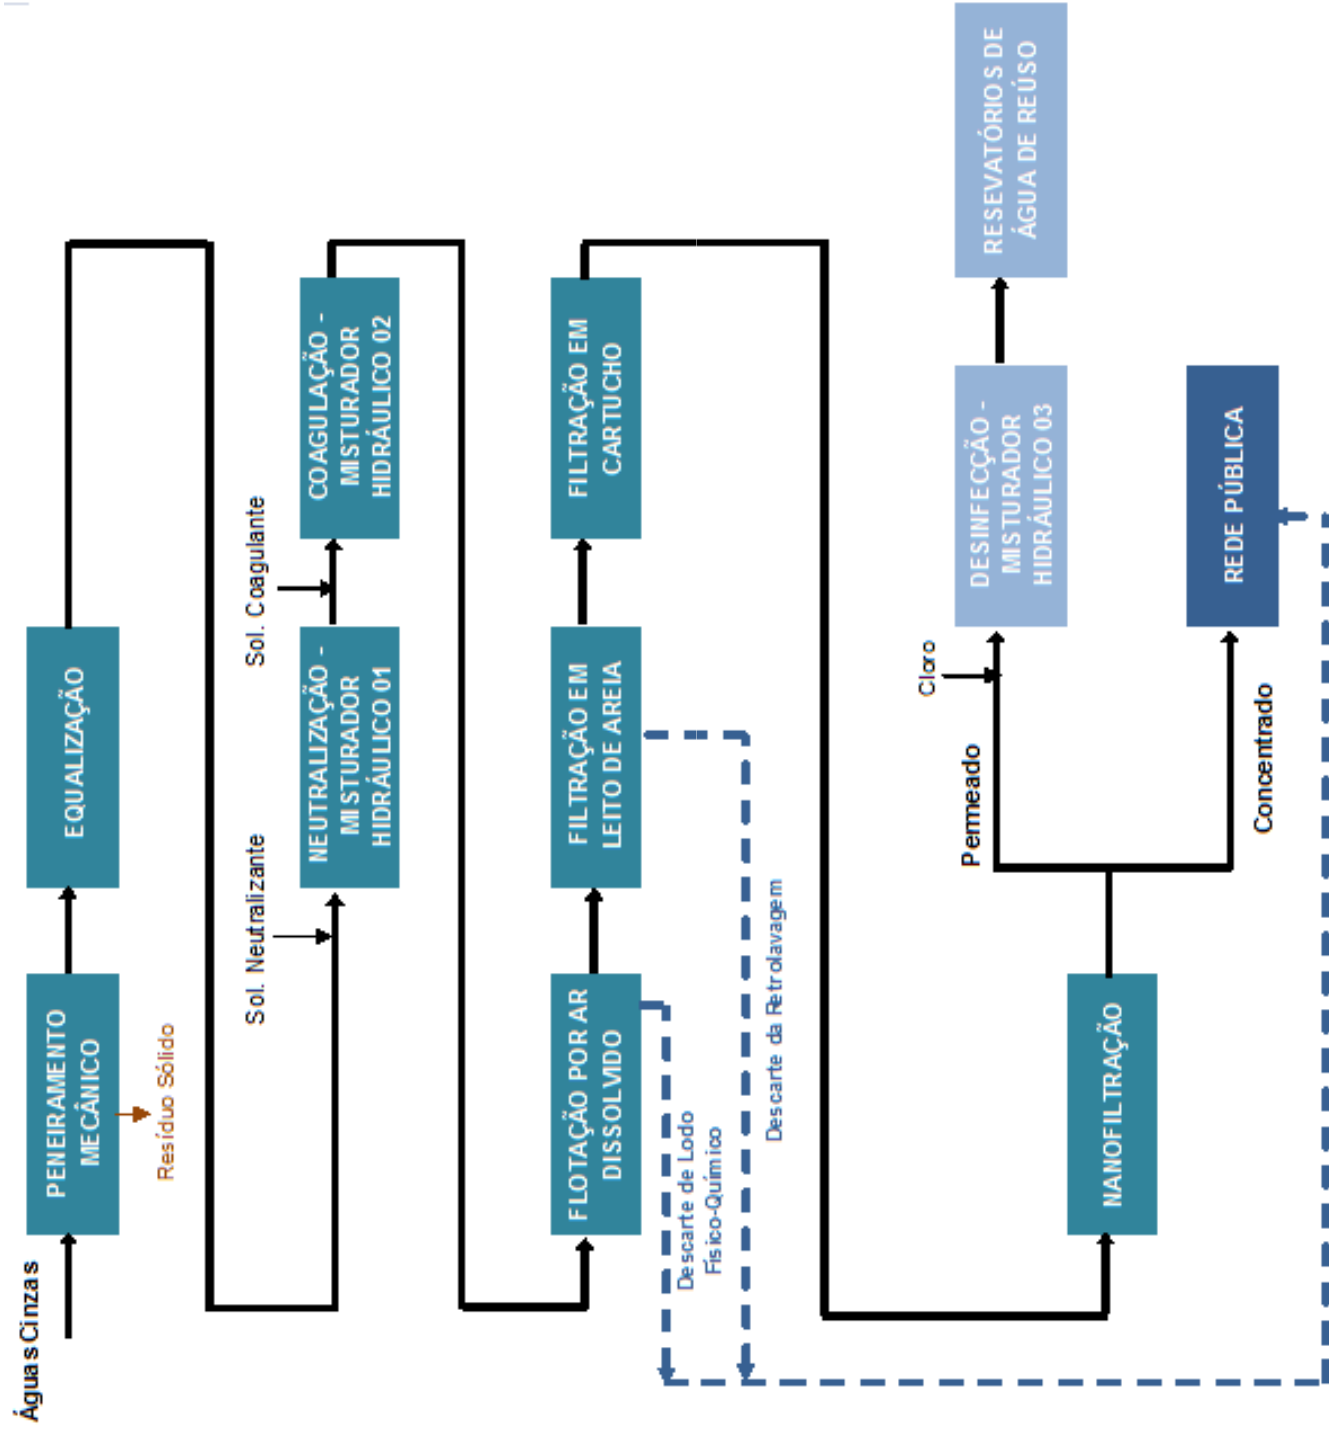 Águas Cinzas
PENEIRAMENTO
MECÂNICO
Resíduo Sólido
EQUALIZAÇÃO
Sol. Neutralizante
NEUTRALIZAÇÃO -
MISTURADOR
HIDRÁULICO 01
Sol. Coagulante
COAGULAÇÃO -
MISTURADOR
HIDRÁULICO 02
FLOTAÇÃO POR AR
DISSOLVIDO
FILTRAÇÃO EM
LEITO DE AREIA
FILTRAÇÃO EM
CARTUCHO
Descarte de Lodo
Físico-Químico
Descarte da Retrolavagem
NANOFILTRAÇÃO
Permeado
Cloro
DESINFECÇÃO -
MISTURADOR
HIDRÁULICO 03
RESEVATÓRIOS DE
ÁGUA DE REÚSO
Concentrado
REDE PÚBLICA